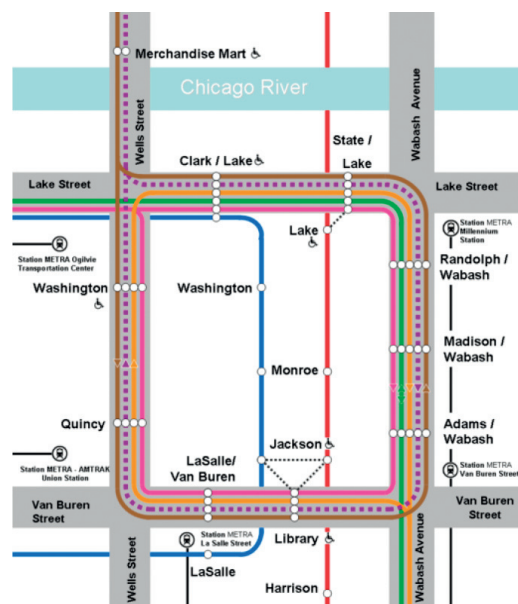 Merchandise Mart
Chicago River
Wells Street
Wabash Avenue
State /
Lake
Clark / Lake
Lake Street
Lake Street
Lake
Station METRA
Millennium
Station
Station METRA Ogilvie
Transportation Center
Randolph /
Wabash
Washington
Washington
Madison /
Wabash
Monroe
Quincy
Jackson
Adams /
Wabash
LaSalle/
Van Buren
Station METRA - AMTRAK
Union Station
Station METRA
Van Buren Street
Van Buren
Street
Van Buren
Street
Station METRA
La Salle Street
Library
Wells Street
Wabash Avenue
LaSalle
Harrison